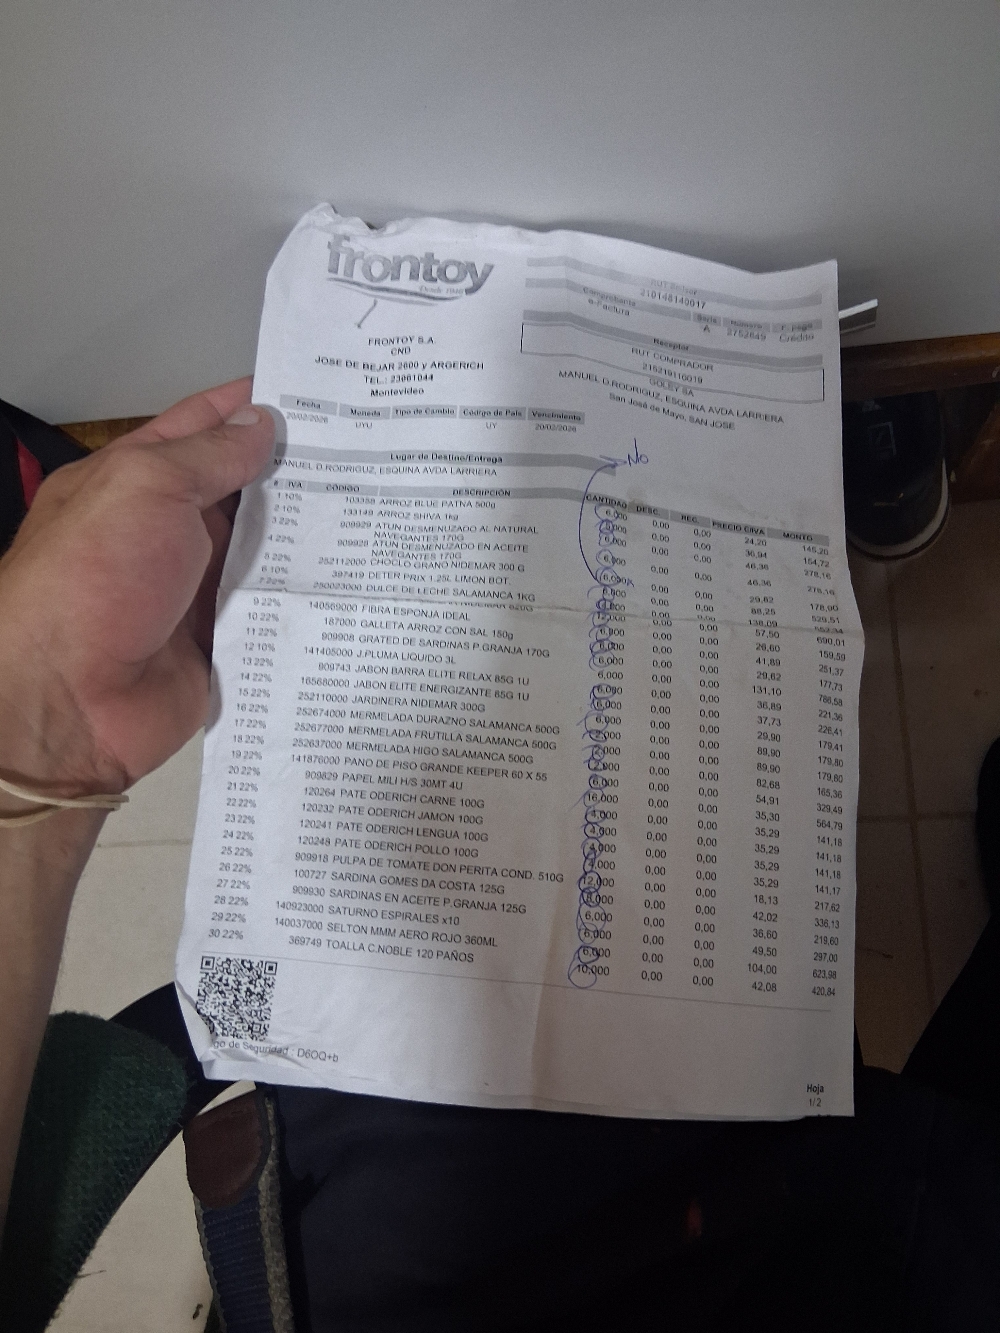 frontoy
Desde 1940
FRONTOY S.A.
CND
JOSE DE BEJAR 2600 y ARGERICH
TEL.: 23061044
Montevideo
210148140017
Comprobante Serie Número F. pago
e-Factura A 2752649 Crédito
Receptor
RUT COMPRADOR
215219110019
GOLEY SA
MANUEL D.RODRIGUZ, ESQUINA AVDA LARRIERA
San José de Mayo, SAN JOSE
Fecha Moneda Tipo de Cambio Código de País Vencimiento
20/02/2026 UYU UY 20/02/2026
Lugar de Destino/Entrega
MANUEL D.RODRIGUZ, ESQUINA AVDA LARRIERA
No
# IVA CÓDIGO DESCRIPCIÓN CANTIDAD DESC. REC. PRECIO C/IVA MONTO
1 10% 103359 ARROZ BLUE PATNA 500g 6,000 0,00 0,00 24,20 145,20
2 10% 133149 ARROZ SHIVA 1kg 0,00 0,00 36,94 154,72
3 22% 909929 ATUN DESMENUZADO AL NATURAL NAVEGANTES 170G 6,000 0,00 0,00 46,36 278,16
4 22% 909928 ATUN DESMENUZADO EN ACEITE NAVEGANTES 170G 6,000 0,00 0,00 46,36 278,16
5 22% 252112000 CHOCLO GRANO NIDEMAR 300 G 0,00 0,00 29,82 178,90
6 10% 397419 DETER PRIX 1.25L LIMON BOT. 0,00 0,00 88,25 529,51
7 22% 250023000 DULCE DE LECHE SALAMANCA 1KG 0,00 0,00 138,09 552,34
57,50 690,01
9 22% 140569000 FIBRA ESPONJA IDEAL 0,00 0,00 26,60 159,59
10 22% 187000 GALLETA ARROZ CON SAL 150g 6,000 0,00 0,00 41,89 251,37
11 22% 909908 GRATED DE SARDINAS P.GRANJA 170G 6,000 0,00 0,00 29,62 177,73
12 10% 141405000 J.PLUMA LIQUIDO 3L 6,000 0,00 0,00 131,10 786,58
13 22% 909743 JABON BARRA ELITE RELAX 85G 1U 6,000 0,00 0,00 36,89 221,36
14 22% 165680000 JABON ELITE ENERGIZANTE 85G 1U 6,000 0,00 0,00 37,73 226,41
15 22% 252110000 JARDINERA NIDEMAR 300G 6,000 0,00 0,00 29,90 179,41
16 22% 252674000 MERMELADA DURAZNO SALAMANCA 500G 0,00 0,00 89,90 179,80
17 22% 252677000 MERMELADA FRUTILLA SALAMANCA 500G 0,00 0,00 89,90 179,80
18 22% 252637000 MERMELADA HIGO SALAMANCA 500G 2,000 0,00 0,00 82,68 165,36
19 22% 141876000 PANO DE PISO GRANDE KEEPER 60 X 55 6,000 0,00 0,00 54,91 329,49
20 22% 909829 PAPEL MILI H/S 30MT 4U 16,000 0,00 0,00 35,30 564,79
21 22% 120264 PATE ODERICH CARNE 100G 4,000 0,00 0,00 35,29 141,18
22 22% 120232 PATE ODERICH JAMON 100G 4,000 0,00 0,00 35,29 141,18
23 22% 120241 PATE ODERICH LENGUA 100G 4,000 0,00 0,00 35,29 141,18
24 22% 120248 PATE ODERICH POLLO 100G 4,000 0,00 0,00 35,29 141,17
25 22% 909918 PULPA DE TOMATE DON PERITA COND. 510G 12,000 0,00 0,00 18,13 217,62
26 22% 100727 SARDINA GOMES DA COSTA 125G 0,00 0,00 42,02 336,13
27 22% 909930 SARDINAS EN ACEITE P.GRANJA 125G 6,000 0,00 0,00 36,60 219,60
28 22% 140923000 SATURNO ESPIRALES x10 6,000 0,00 0,00 49,50 297,00
29 22% 140037000 SELTON MMM AERO ROJO 360ML 6,000 0,00 0,00 104,00 623,98
30 22% 369749 TOALLA C.NOBLE 120 PAÑOS 10,000 0,00 0,00 42,08 420,84
go de Seguridad : D6OQ+b
Hoja
1/2